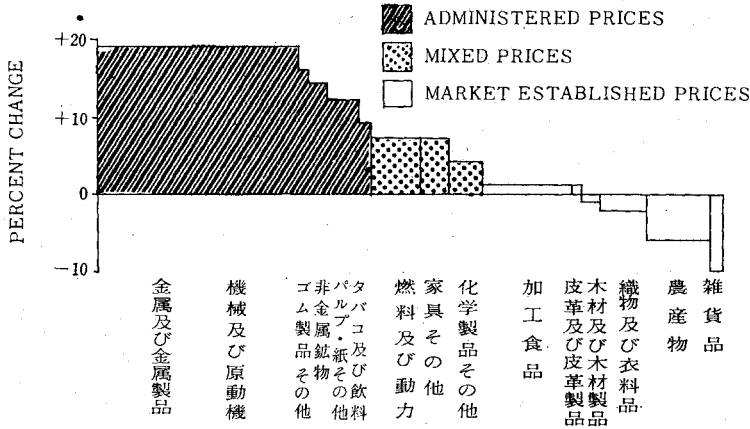 ADMINISTERED PRICES
MIXED PRICES
MARKET ESTABLISHED PRICES
PERCENT CHANGE
+20
+10
0
-10
金属及び金属製品
機械及び原動機
ゴム製品その他
非金属鉱物
パルプ・紙その他
タバコ及び飲料
燃料及び動力
家具その他
化学製品その他
加工食品
皮革及び皮革製品
木材及び木材製品
織物及び衣料品
農産物
雑貨品